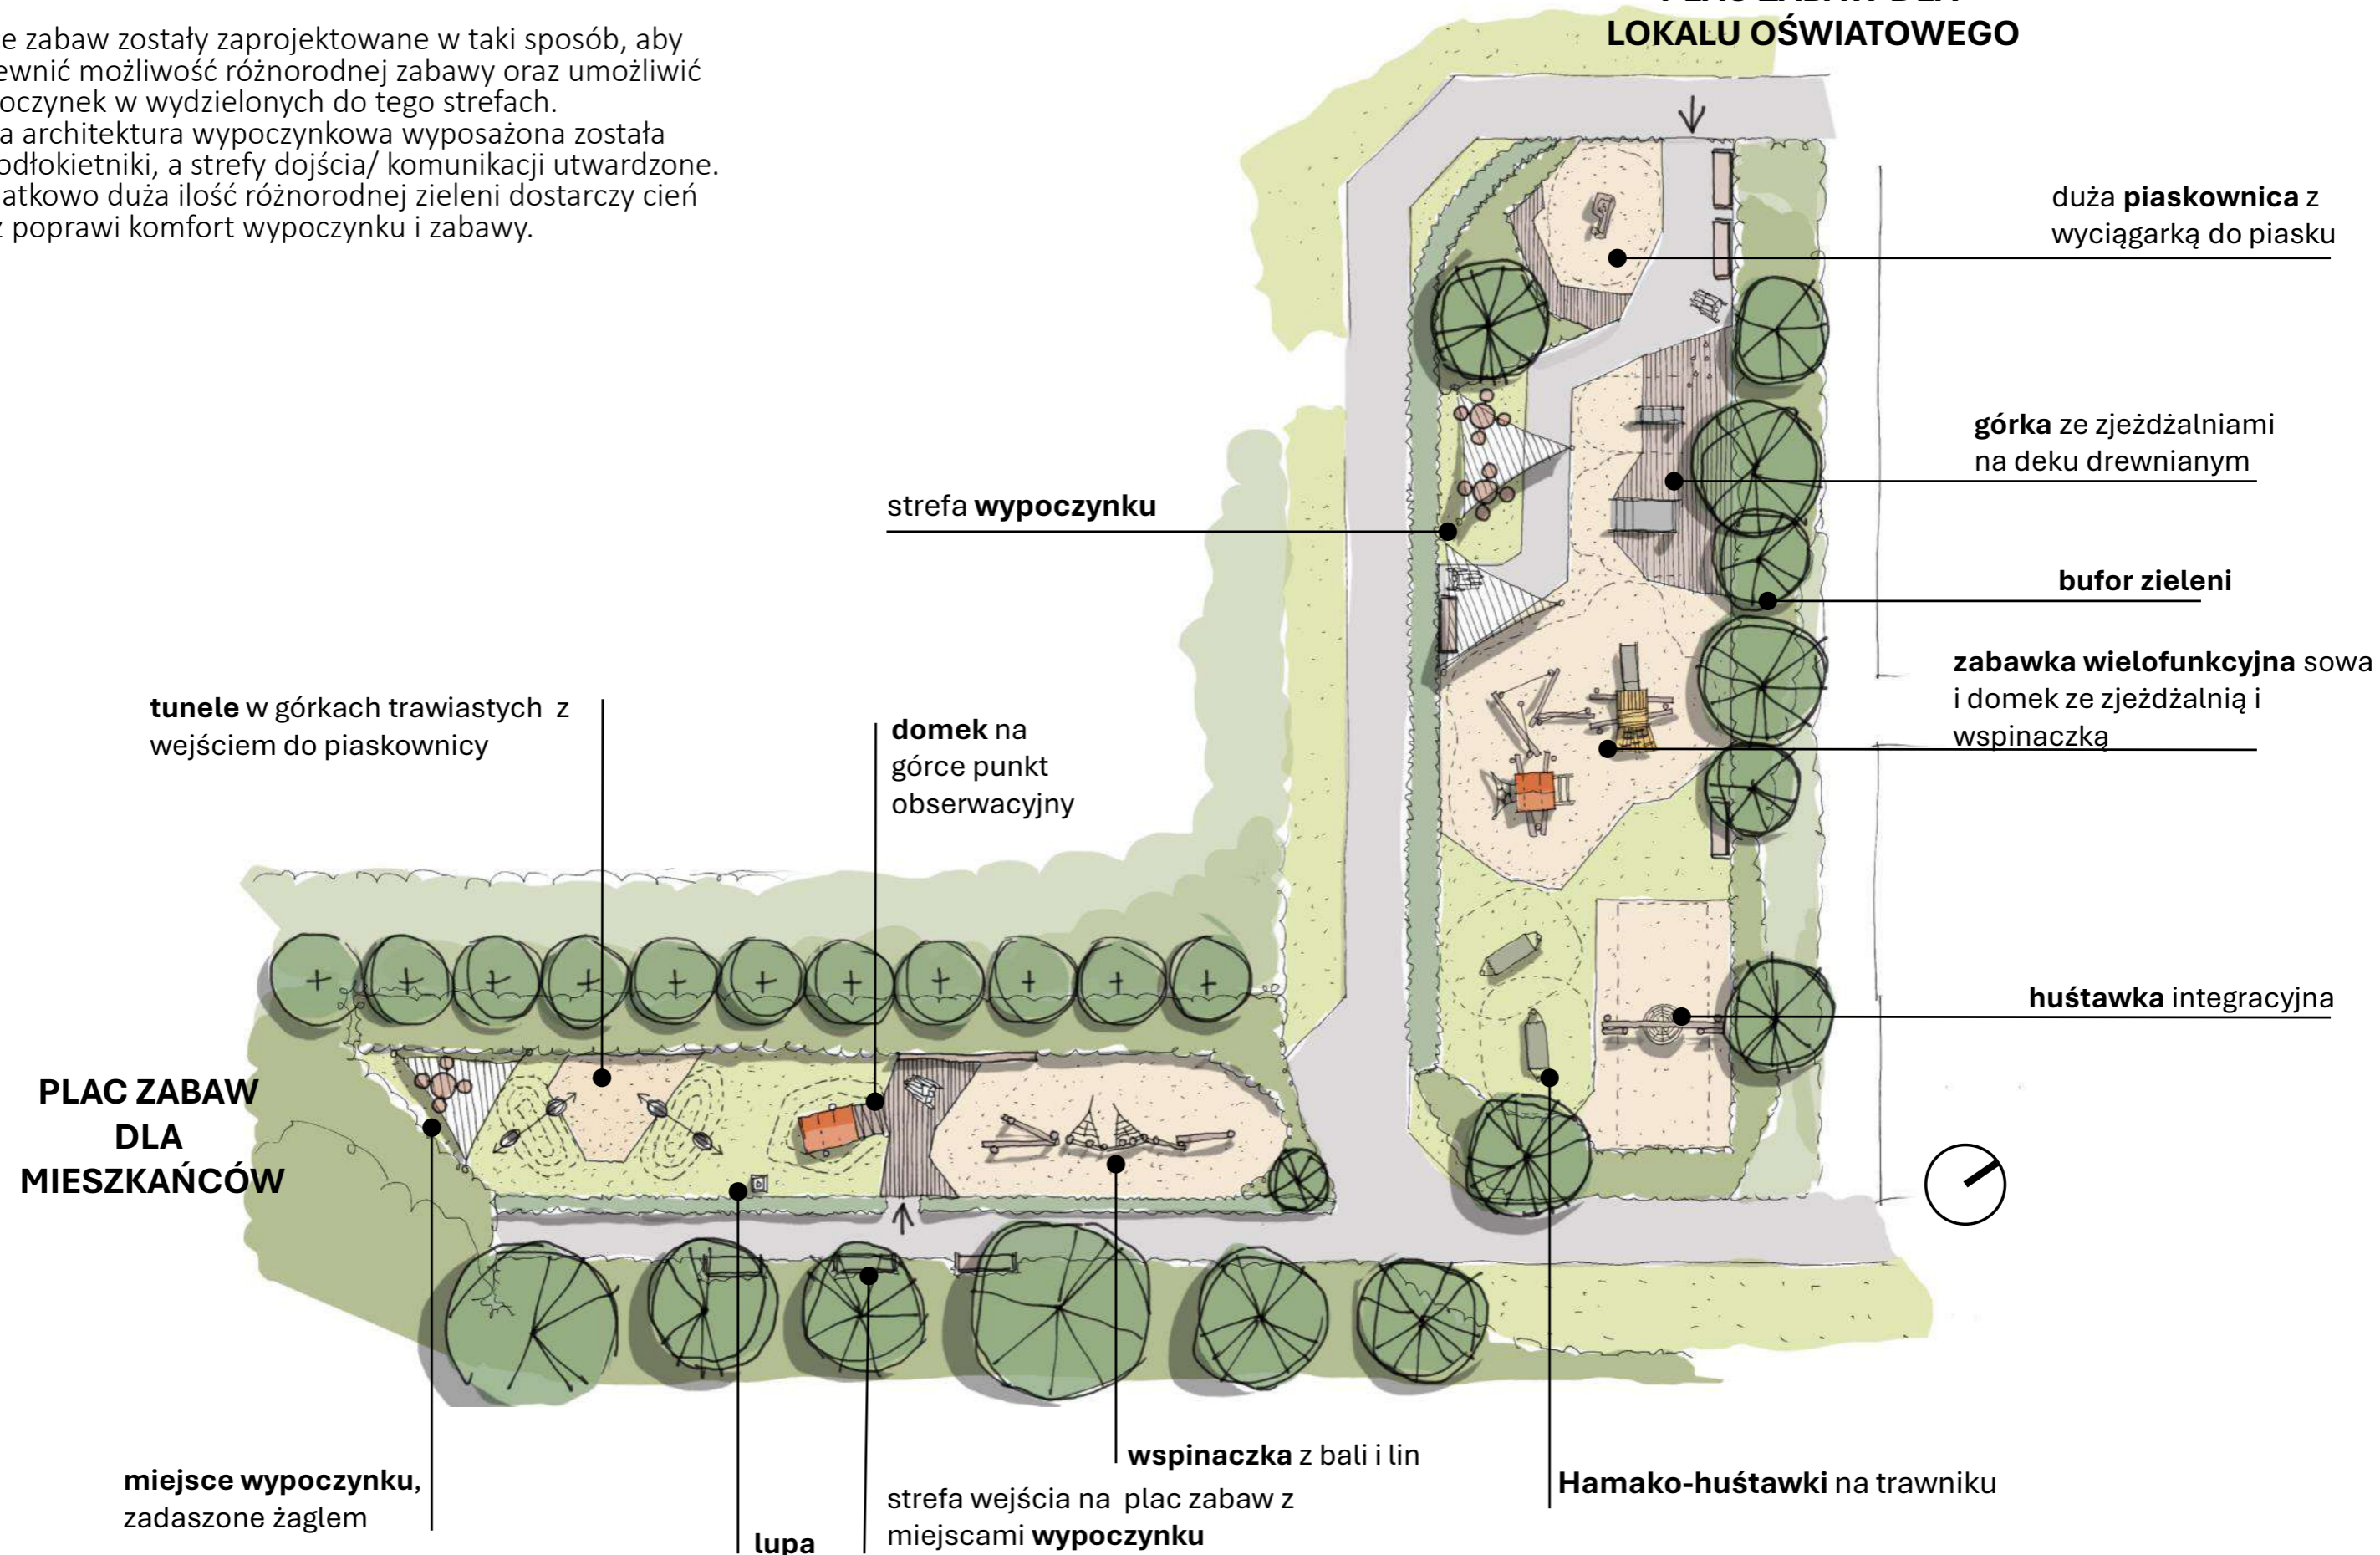 e zabaw zostały zaprojektowane w taki sposób, aby
ewnić możliwość różnorodnej zabawy oraz umożliwić
oczynek w wydzielonych do tego strefach.
a architektura wypoczynkowa wyposażona została
odłokietniki, a strefy dojścia/ komunikacji utwardzone.
atkowo duża ilość różnorodnej zieleni dostarczy cień
z poprawi komfort wypoczynku i zabawy.
PLAC ZABAW DLA
LOKALU OŚWIATOWEGO
duża piaskownica z
wyciągarką do piasku
górka ze zjeżdżalniami
na deku drewnianym
strefa wypoczynku
bufor zieleni
zabawka wielofunkcyjna sowa
i domek ze zjeżdżalnią i
wspinaczką
tunele w górkach trawiastych z
wejściem do piaskownicy
domek na
górce punkt
obserwacyjny
huśtawka integracyjna
PLAC ZABAW
DLA
MIESZKAŃCÓW
miejsce wypoczynku,
zadaszone żaglem
lupa
wspinaczka z bali i lin
strefa wejścia na plac zabaw z
miejscami wypoczynku
Hamako-huśtawki na trawniku